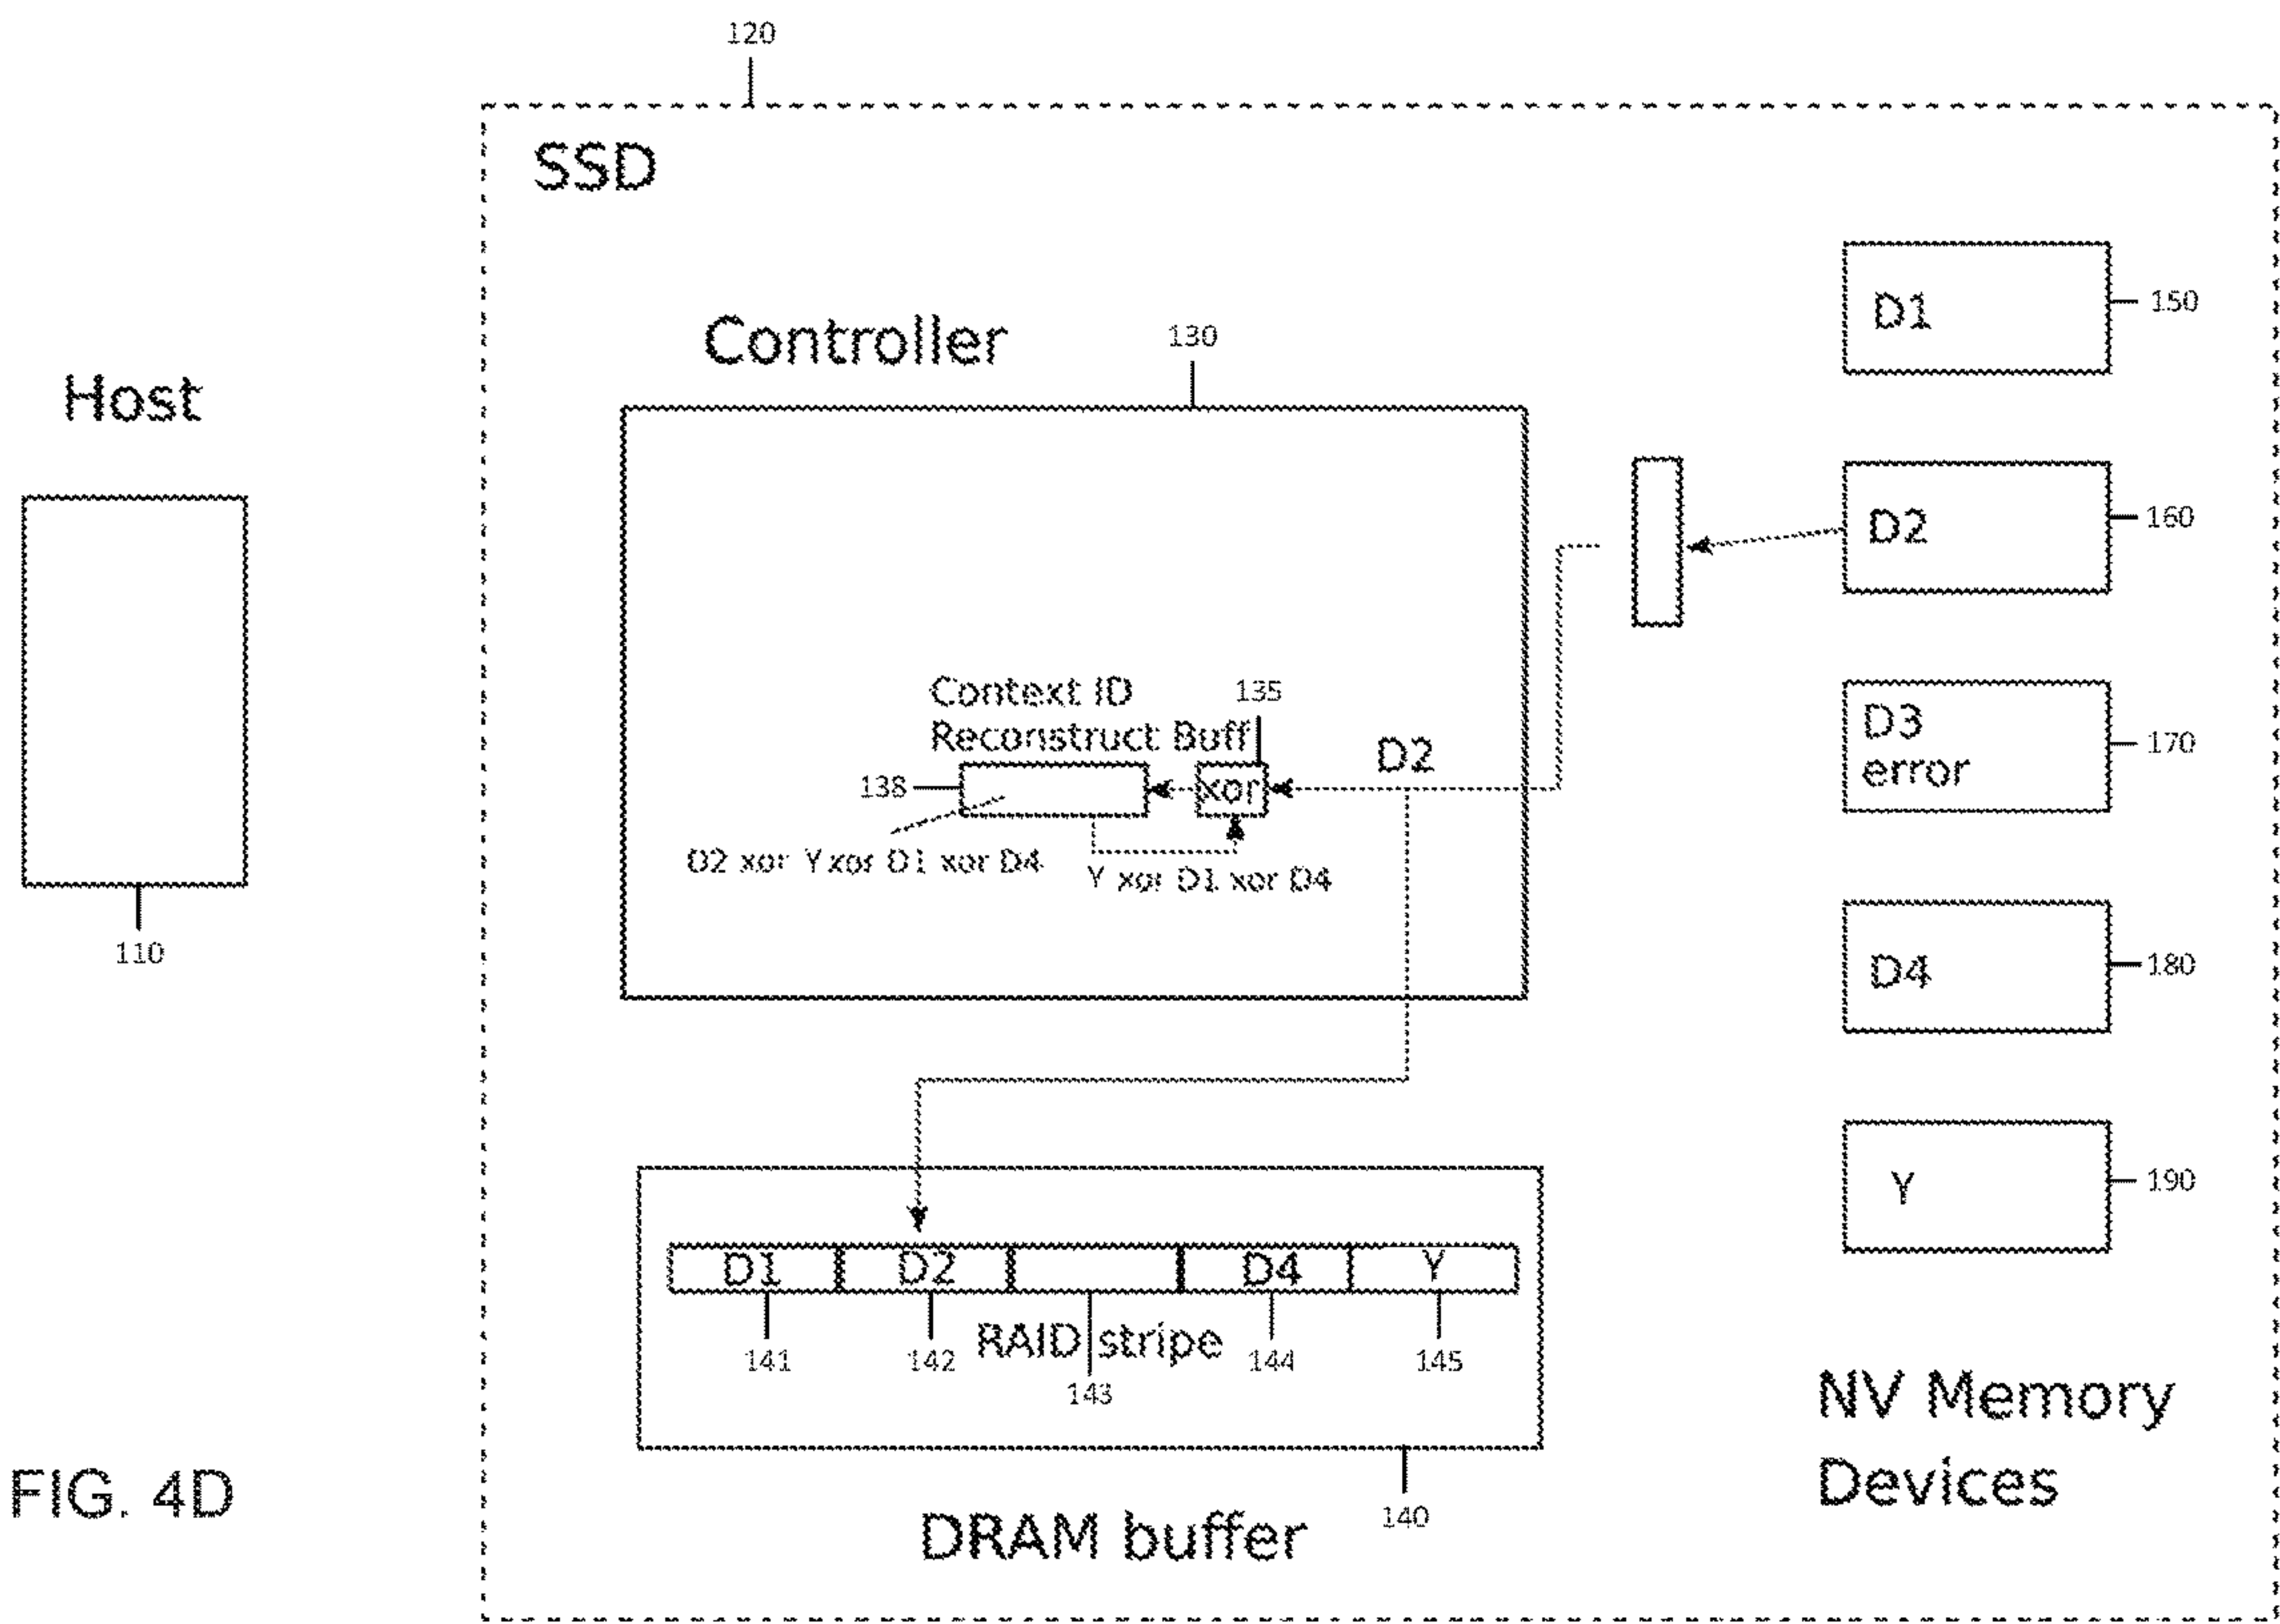 120
SSD
Controller
130
Host
110
D1
150
D2
160
D3
error
170
D4
180
Y
190
Context ID
Reconstruct Buff
135
138
xor
D2
D2 xor Y xor D1 xor D4
Y xor D1 xor D4
D1 D2 D4 Y
RAID stripe
141 142 143 144 145
NV Memory
Devices
DRAM buffer
140
FIG. 4D